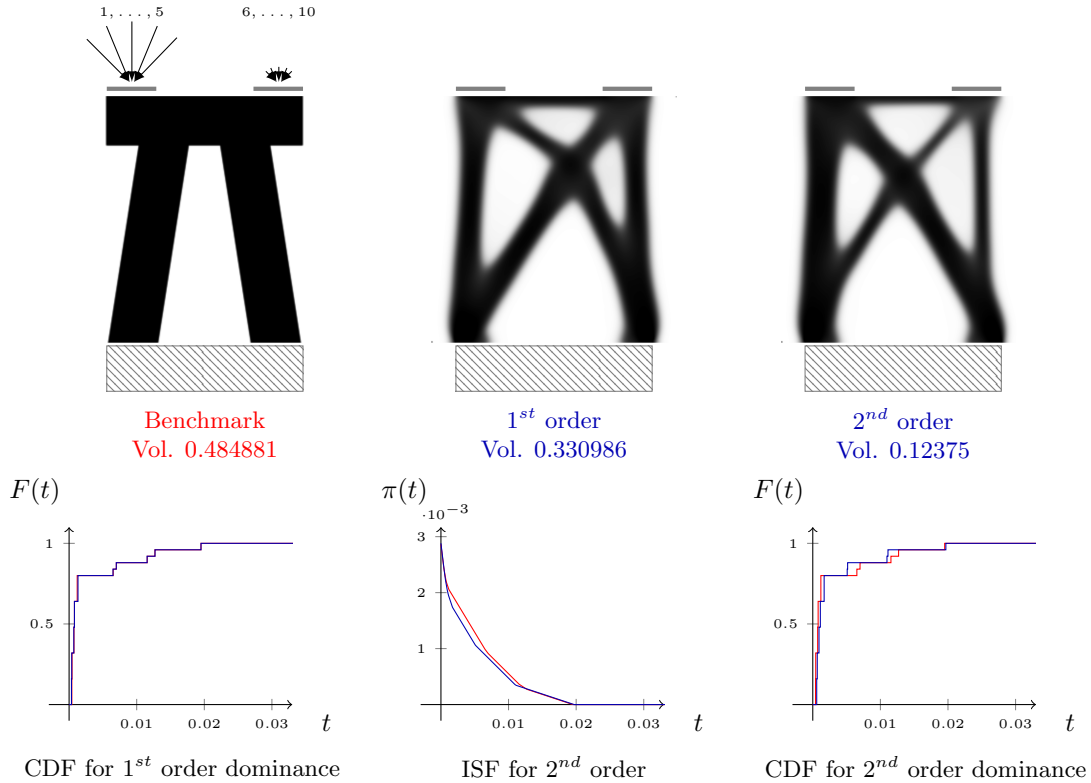 1, . . . , 5
6, . . . , 10
Benchmark
Vol. 0.484881
1st order
Vol. 0.330986
2nd order
Vol. 0.12375
F(t)
1
0.5
0.01 0.02 0.03
t
CDF for 1st order dominance
π(t)
·10−3
3
2
1
0.01 0.02 0.03
t
ISF for 2nd order
F(t)
1
0.5
0.01 0.02 0.03
t
CDF for 2nd order dominance